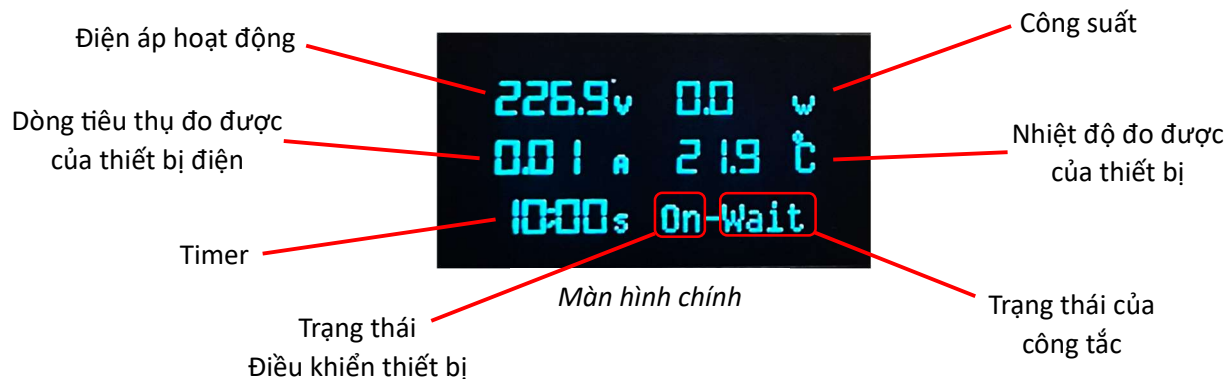 Điện áp hoạt động
Công suất
226.9v 0.0 w
Dòng tiêu thụ đo được
của thiết bị điện
0.01 A 21.9 °C
Nhiệt độ đo được
của thiết bị
10:00s On-Wait
Timer
Màn hình chính
Trạng thái
Điều khiển thiết bị
Trạng thái của
công tắc